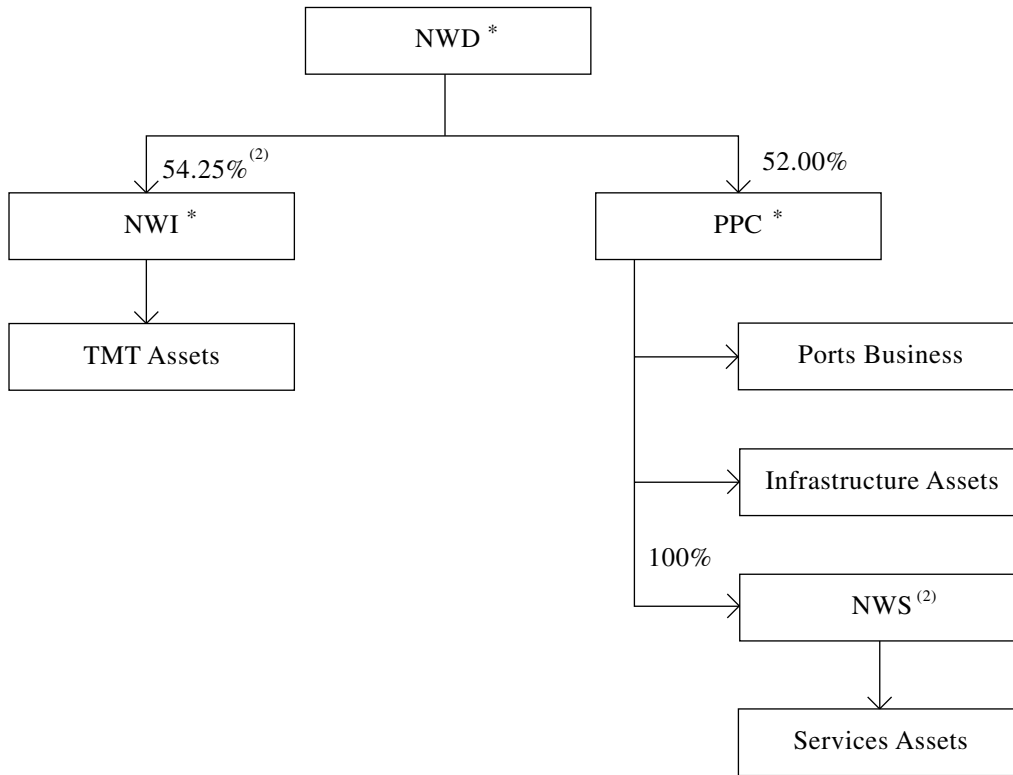 NWD *
54.25% (2)
52.00%
NWI *
PPC *
TMT Assets
Ports Business
Infrastructure Assets
100%
NWS (2)
Services Assets